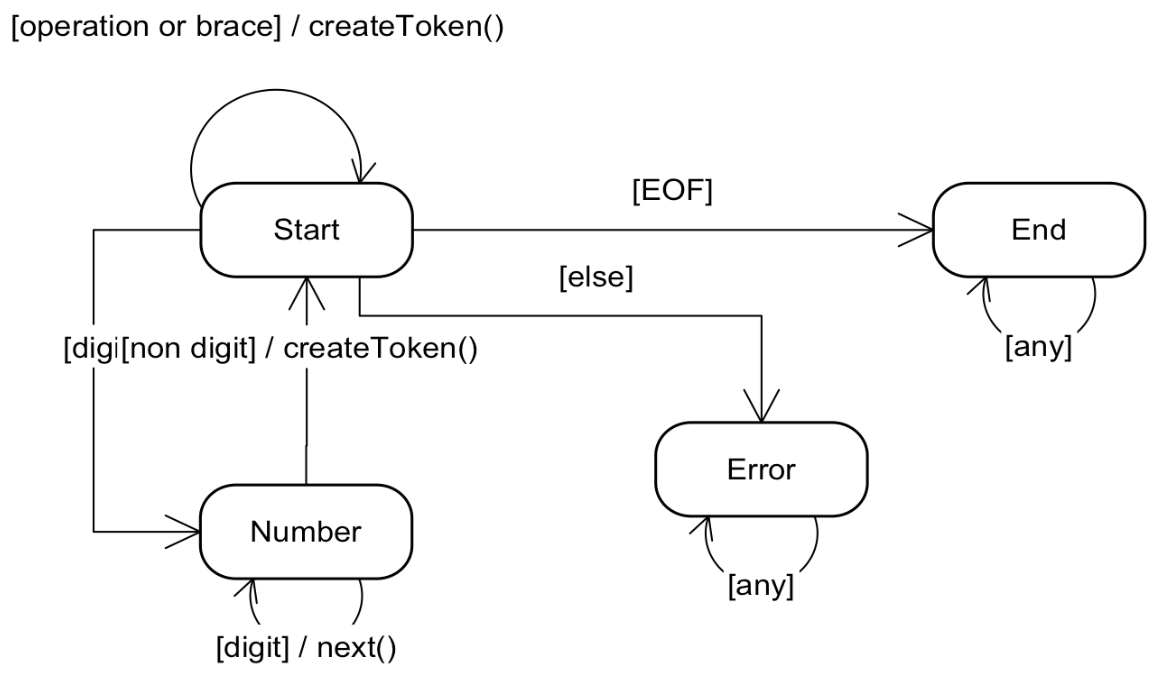 [operation or brace] / createToken()
[EOF]
Start
End
[else]
[digi
[non digit] / createToken()
[any]
Error
Number
[any]
[digit] / next()